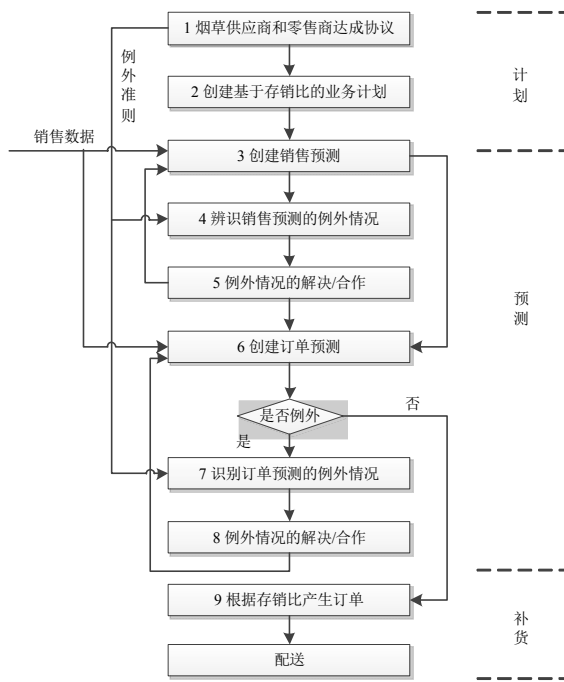 1 烟草供应商和零售商达成协议
例外准则
计划
2 创建基于存销比的业务计划
销售数据
3 创建销售预测
4 辨识销售预测的例外情况
5 例外情况的解决/合作
预测
6 创建订单预测
是否例外
否
是
7 识别订单预测的例外情况
8 例外情况的解决/合作
9 根据存销比产生订单
补货
配送